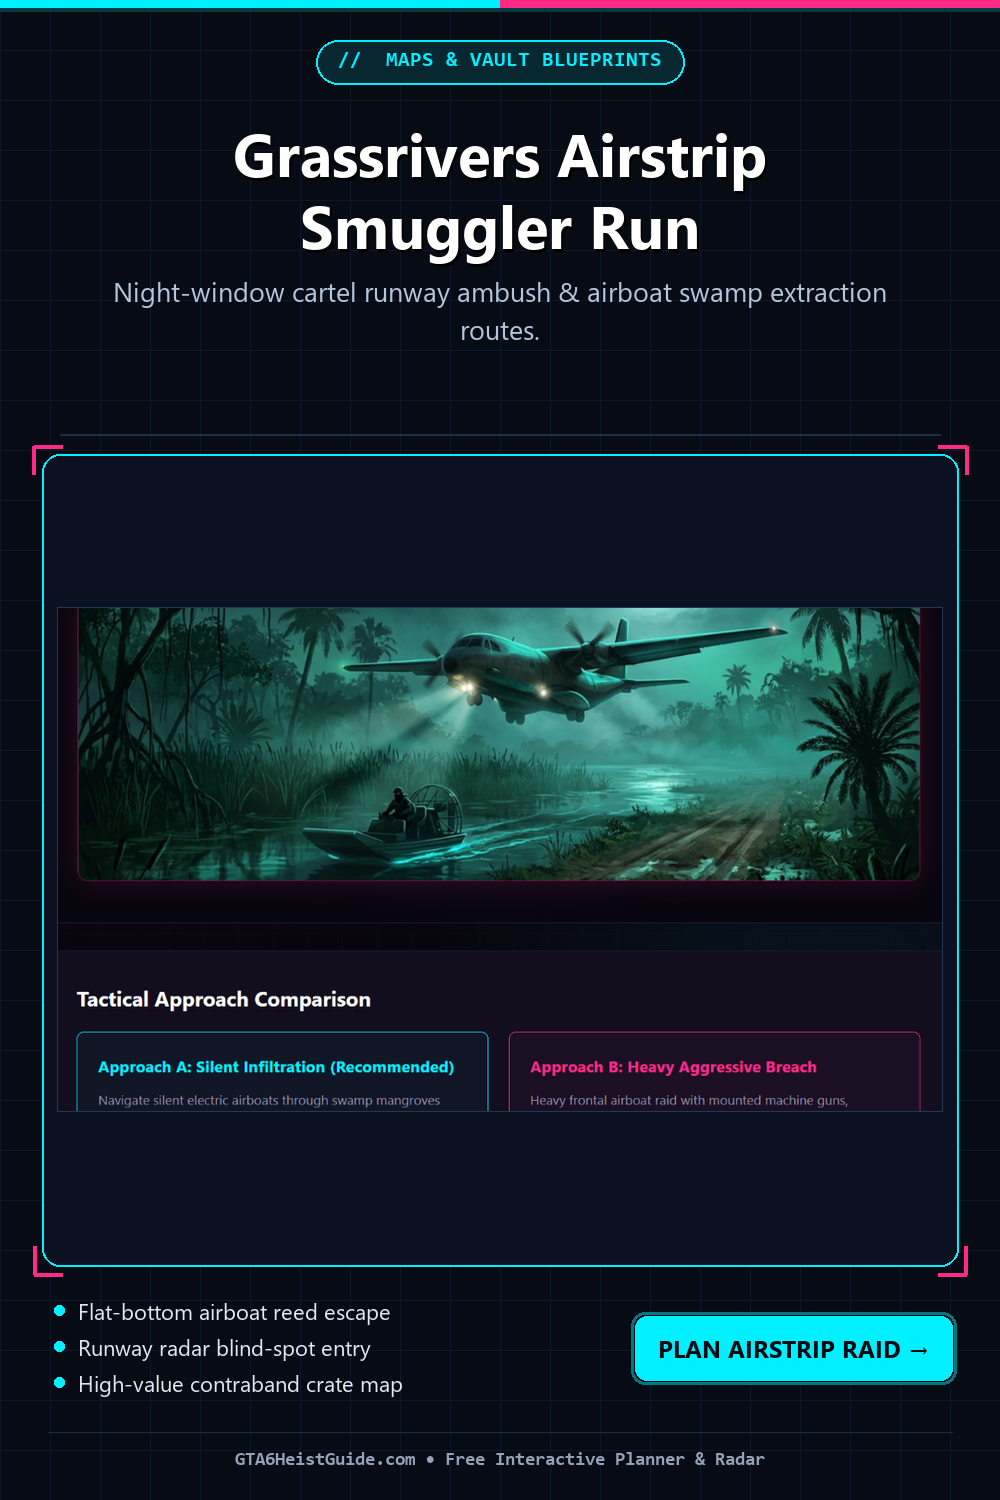 // MAPS & VAULT BLUEPRINTS
Grassrivers Airstrip
Smuggler Run
Night-window cartel runway ambush & airboat swamp extraction
routes.
Tactical Approach Comparison
Approach A: Silent Infiltration (Recommended)
Navigate silent electric airboats through swamp mangroves
Approach B: Heavy Aggressive Breach
Heavy frontal airboat raid with mounted machine guns,
• Flat-bottom airboat reed escape
• Runway radar blind-spot entry
• High-value contraband crate map
PLAN AIRSTRIP RAID →
GTA6HeistGuide.com • Free Interactive Planner & Radar